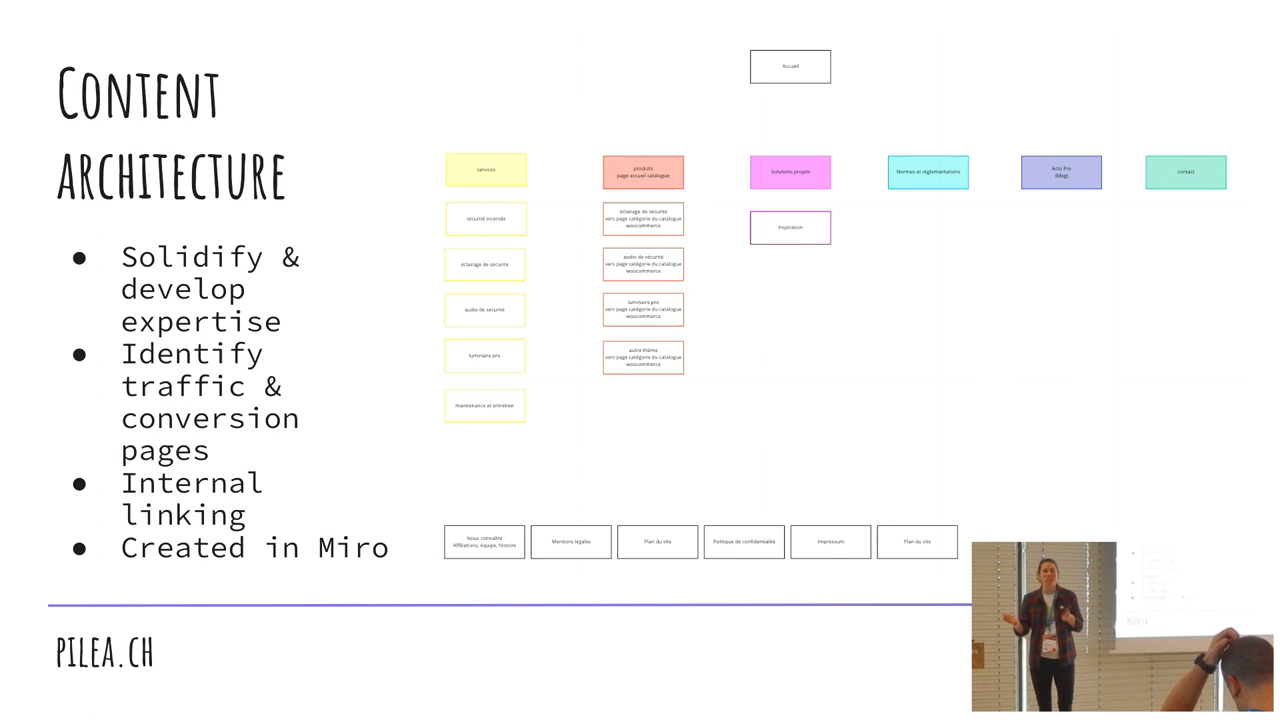 Content
architecture
● Solidify &
develop
expertise
● Identify
traffic &
conversion
pages
● Internal
linking
● Created in Miro
Accueil
services
produits
page accueil catalogue
Solutions projets
Normes et réglementations
Actu Pro
(blog)
contact
sécurité incendie
éclairage de sécurité
vers page catégorie du catalogue
woocommerce
Inspiration
éclairage de sécurité
audio de sécurité
vers page catégorie du catalogue
woocommerce
audio de sécurité
luminaire pro
vers page catégorie du catalogue
woocommerce
luminaire pro
autre thème
vers page catégorie du catalogue
woocommerce
maintenance et entretien
Nous connaître
Affiliations, équipe, histoire
Mentions légales
Plan du site
Politique de confidentialité
Impressum
Plan du site
PILEA.CH